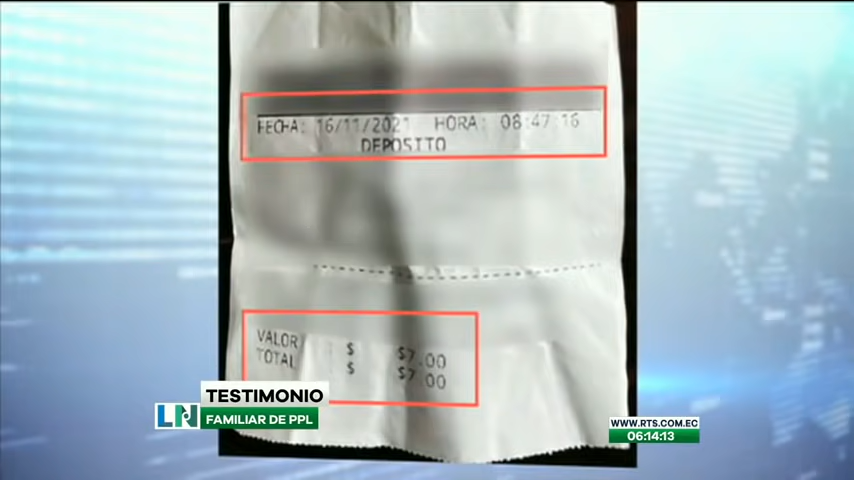 FECHA: 16/11/2021 HORA: 08:47:16
DEPOSITO
VALOR $ $7.00
TOTAL $ $7.00
TESTIMONIO
LN
FAMILIAR DE PPL
WWW.RTS.COM.EC
06:14:13